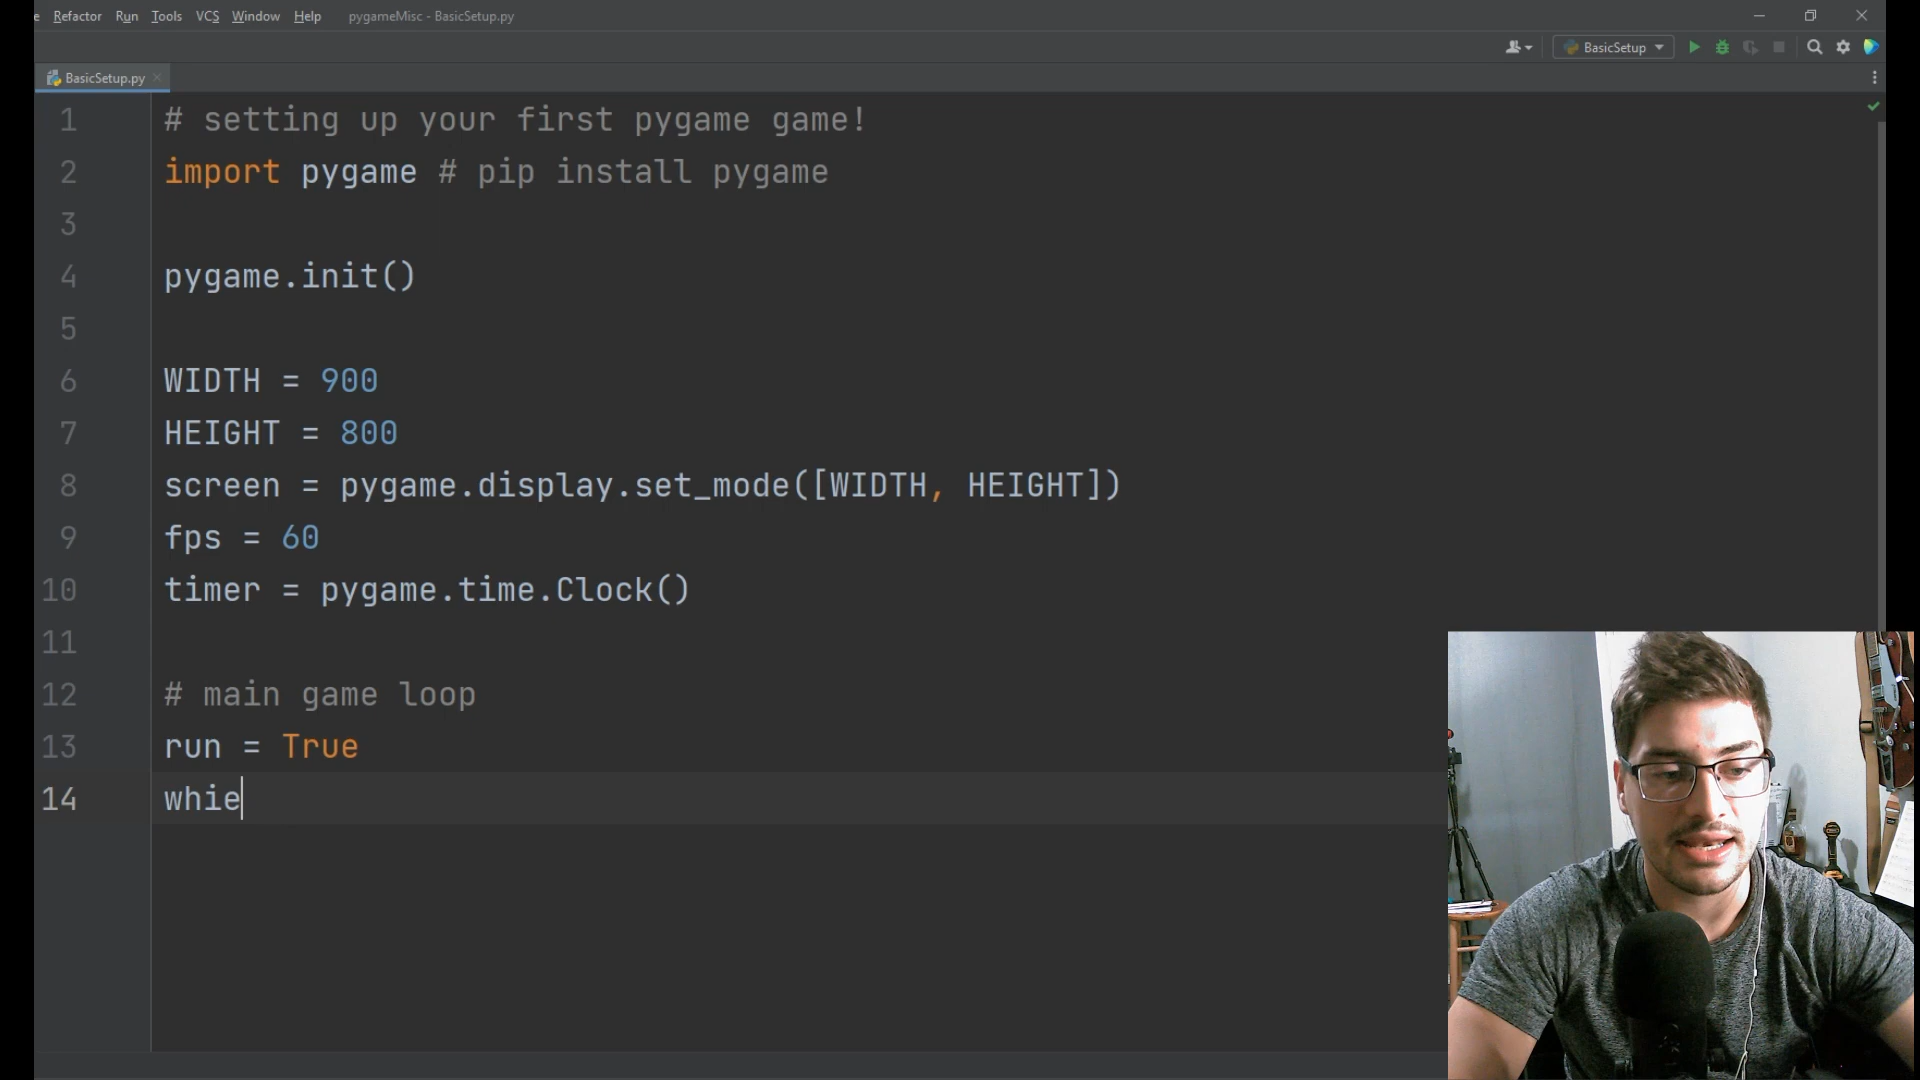 e Refactor Run Tools VCS Window Help pygameMisc - BasicSetup.py
BasicSetup
BasicSetup.py
1 # setting up your first pygame game!
2 import pygame # pip install pygame
3
4 pygame.init()
5
6 WIDTH = 900
7 HEIGHT = 800
8 screen = pygame.display.set_mode([WIDTH, HEIGHT])
9 fps = 60
10 timer = pygame.time.Clock()
11
12 # main game loop
13 run = True
14 whie